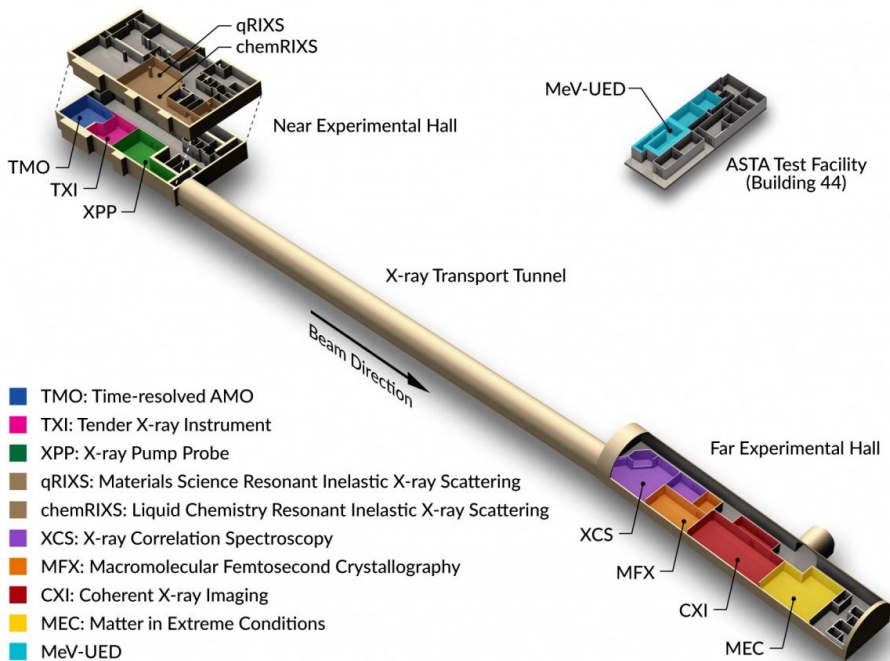 qRIXS
chemRIXS
Near Experimental Hall
TMO
TXI
XPP
MeV-UED
ASTA Test Facility
(Building 44)
X-ray Transport Tunnel
Beam Direction
Far Experimental Hall
XCS
MFX
CXI
MEC
TMO: Time-resolved AMO
TXI: Tender X-ray Instrument
XPP: X-ray Pump Probe
qRIXS: Materials Science Resonant Inelastic X-ray Scattering
chemRIXS: Liquid Chemistry Resonant Inelastic X-ray Scattering
XCS: X-ray Correlation Spectroscopy
MFX: Macromolecular Femtosecond Crystallography
CXI: Coherent X-ray Imaging
MEC: Matter in Extreme Conditions
MeV-UED